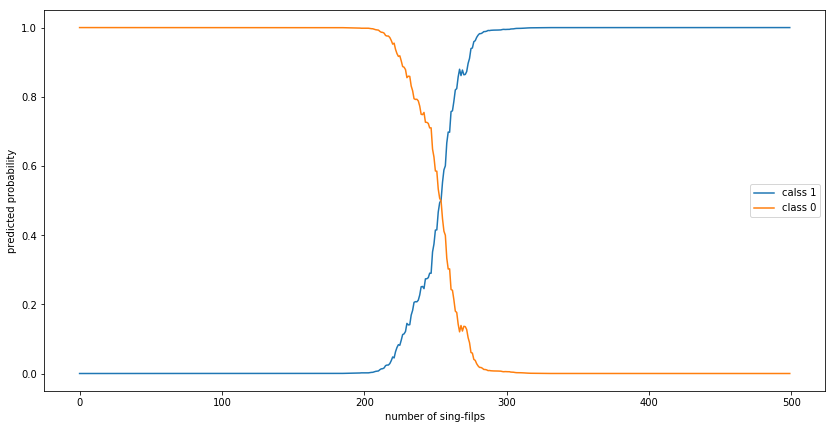 1.0
0.8
0.6
0.4
0.2
0.0
predicted probability
calss 1
class 0
0 100 200 300 400 500
number of sing-filps